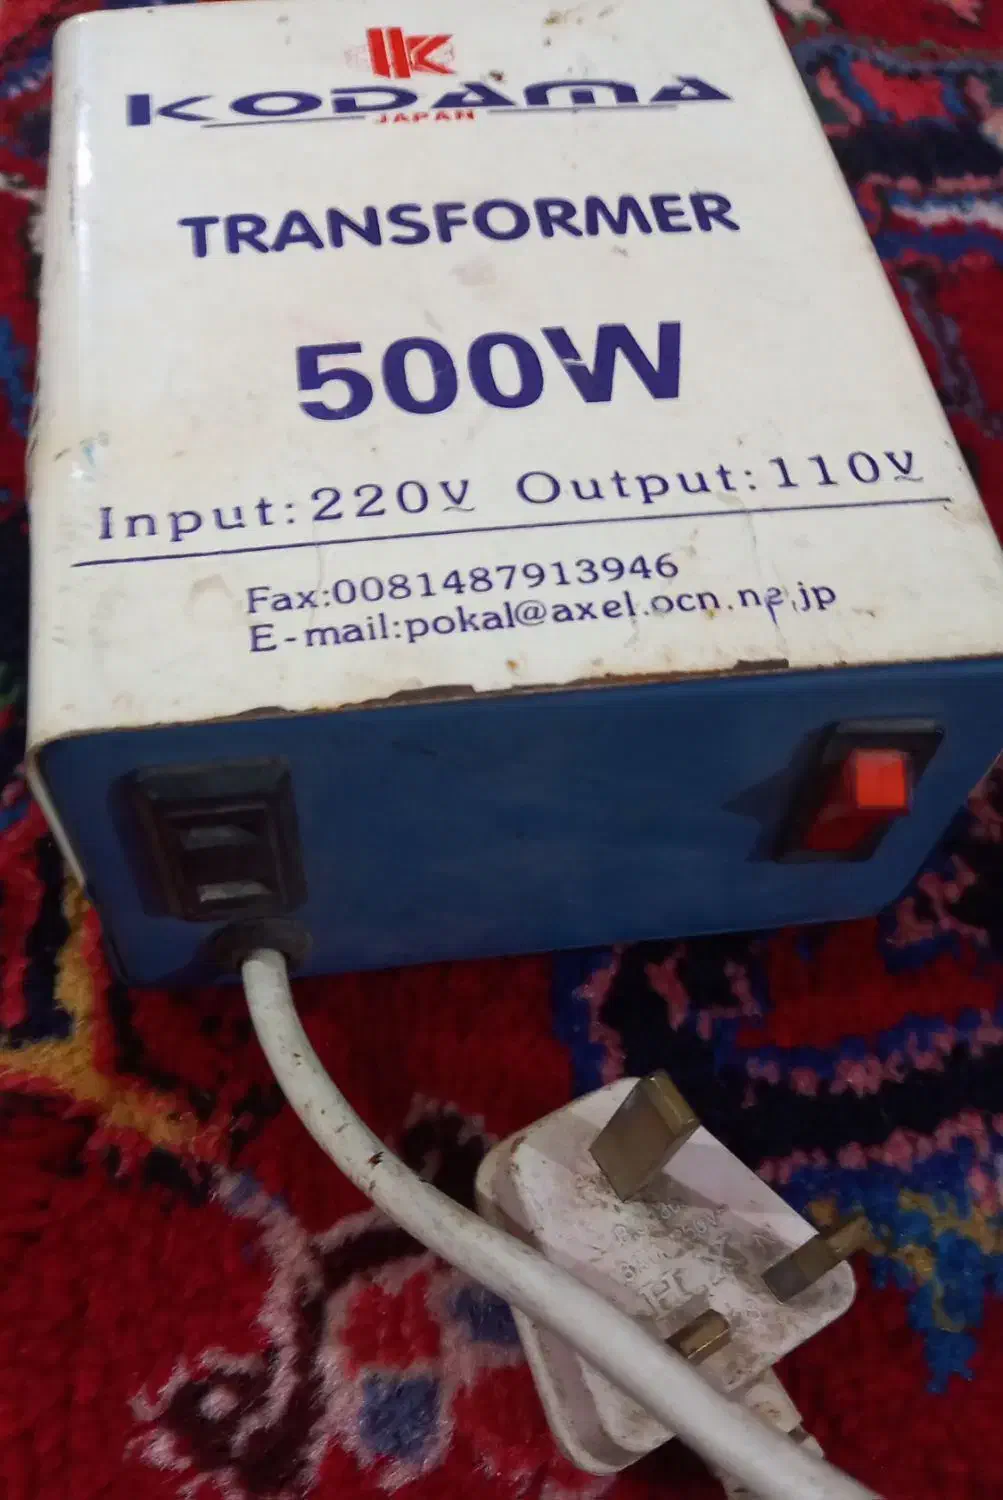 K
KODAMA
JAPAN
TRANSFORMER
500W
Input:220V Output:110V
Fax:0081487913946
E-mail:pokal@axel.ocn.ne.jp